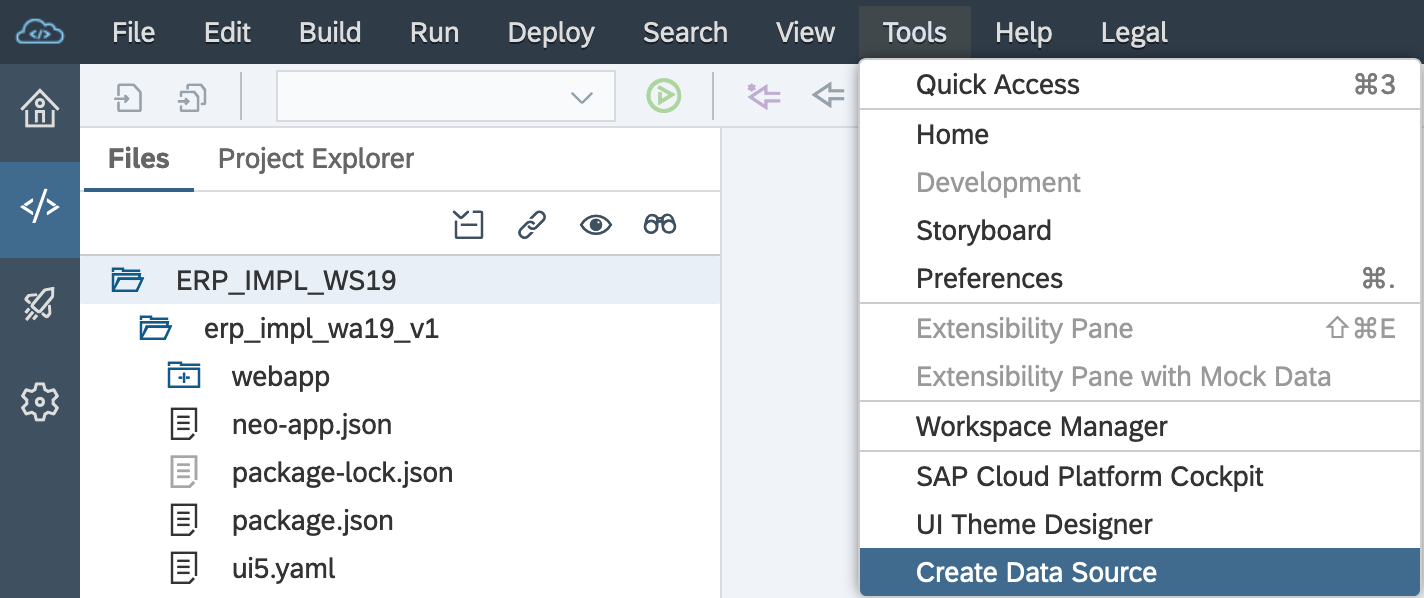 File Edit Build Run Deploy Search View Tools Help Legal
Files Project Explorer
ERP_IMPL_WS19
erp_impl_wa19_v1
webapp
neo-app.json
package-lock.json
package.json
ui5.yaml
Quick Access ⌘3
Home
Development
Storyboard
Preferences ⌘.
Extensibility Pane ⇧⌘E
Extensibility Pane with Mock Data
Workspace Manager
SAP Cloud Platform Cockpit
UI Theme Designer
Create Data Source